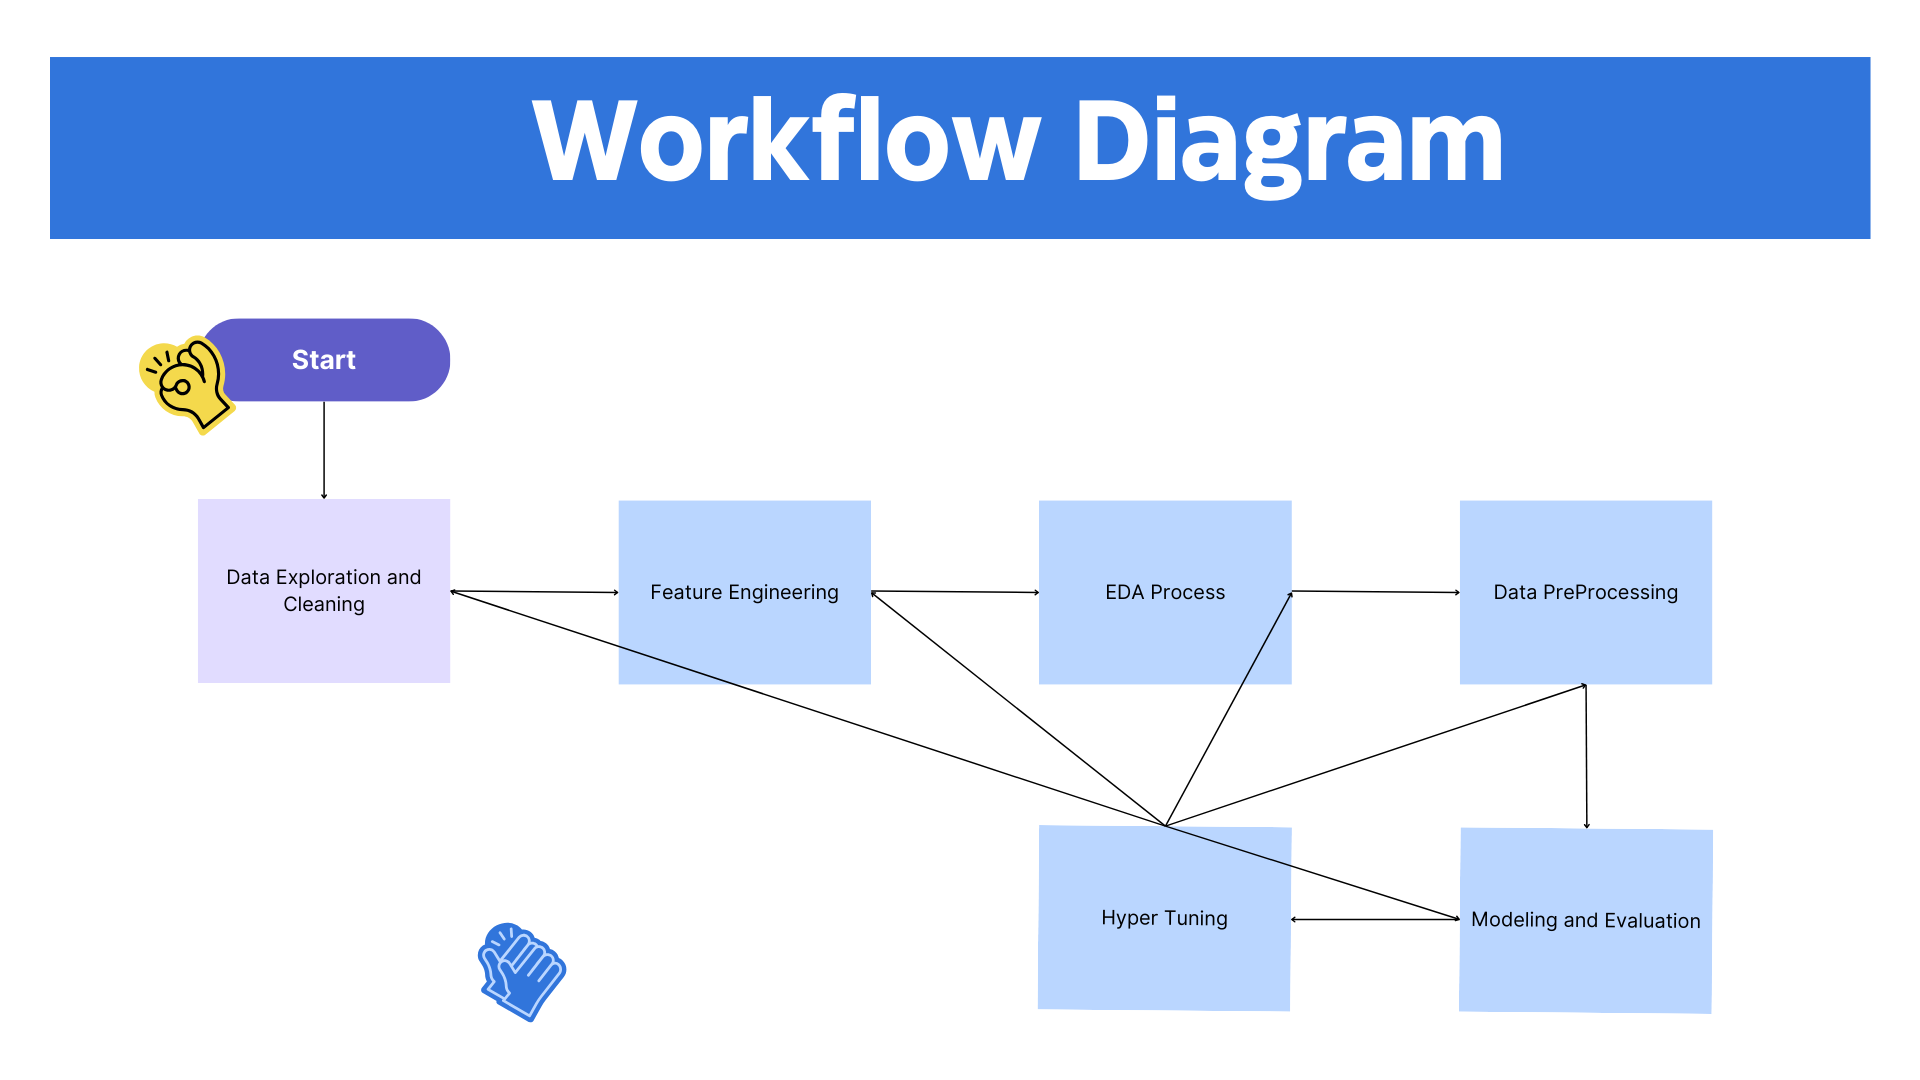 Workflow Diagram
Start
Data Exploration and
Cleaning
Feature Engineering
EDA Process
Data PreProcessing
Hyper Tuning
Modeling and Evaluation